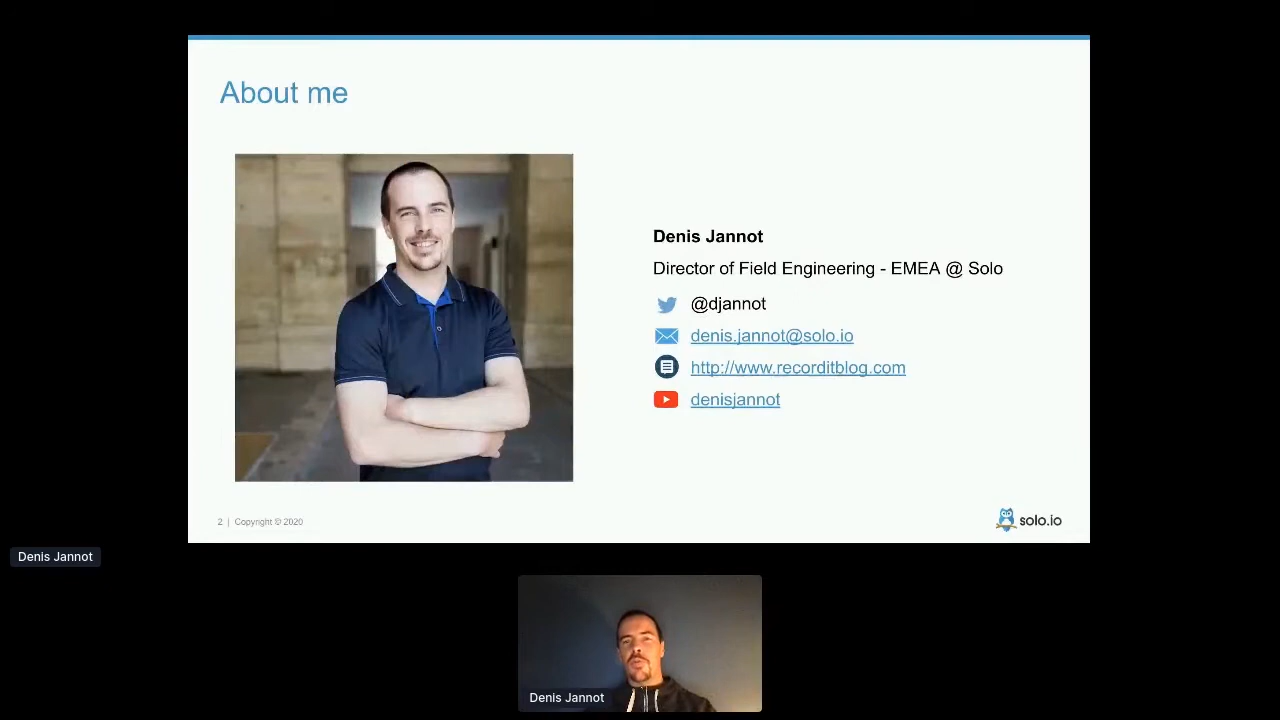 About me
Denis Jannot
Director of Field Engineering - EMEA @ Solo
@djannot
denis.jannot@solo.io
http://www.recorditblog.com
denisjannot
2 | Copyright © 2020
solo.io
Denis Jannot
Denis Jannot